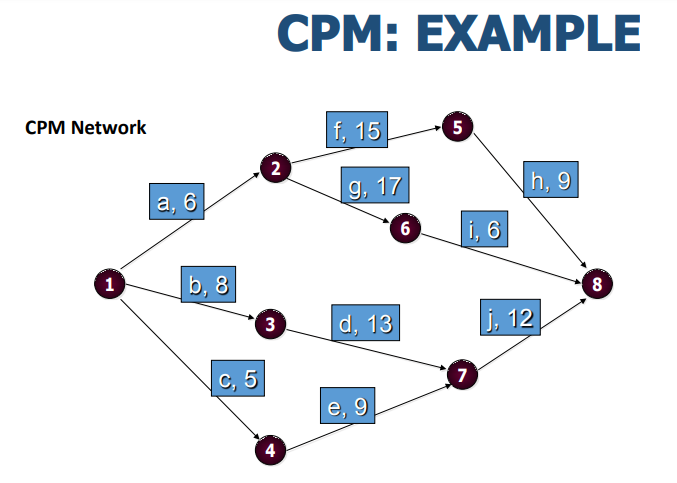 CPM: EXAMPLE
CPM Network
f, 15
5
2
g, 17
h, 9
a, 6
6
i, 6
1
b, 8
8
3
d, 13
j, 12
c, 5
7
e, 9
4